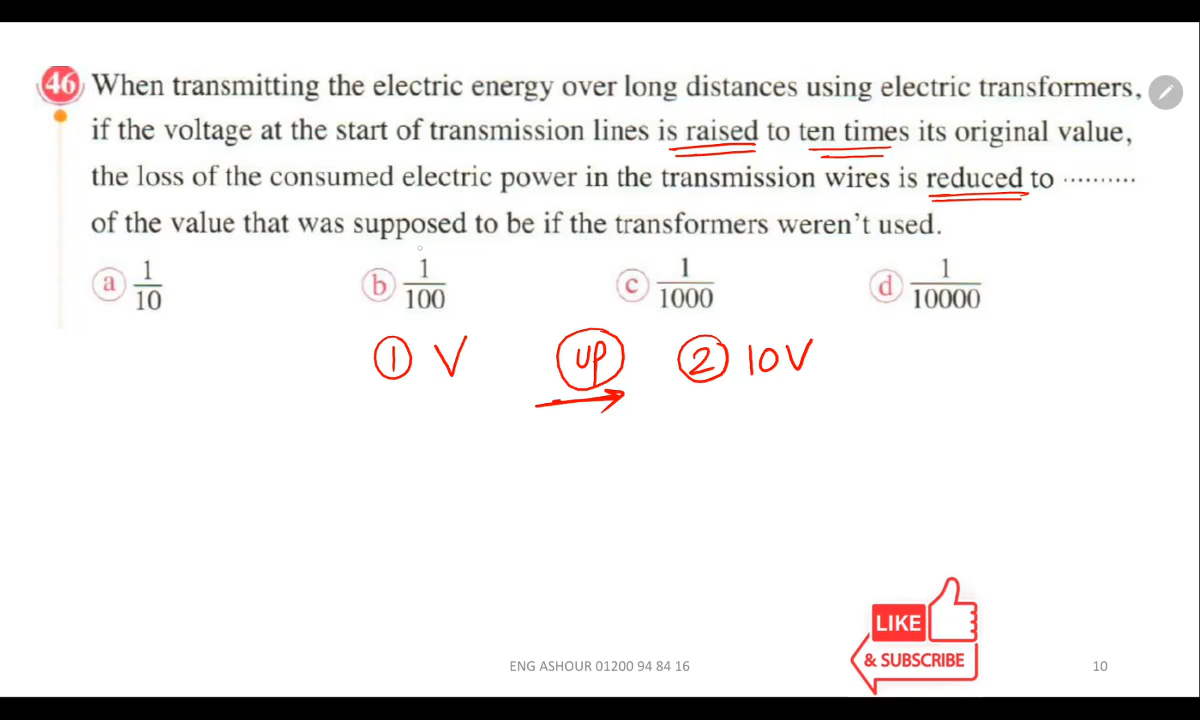 46 When transmitting the electric energy over long distances using electric transformers,
if the voltage at the start of transmission lines is raised to ten times its original value,
the loss of the consumed electric power in the transmission wires is reduced to ··········
of the value that was supposed to be if the transformers weren't used.
a 1/10 b 1/100 c 1/1000 d 1/10000
① V up ② 10V
LIKE
& SUBSCRIBE
ENG ASHOUR 01200 94 84 16 10